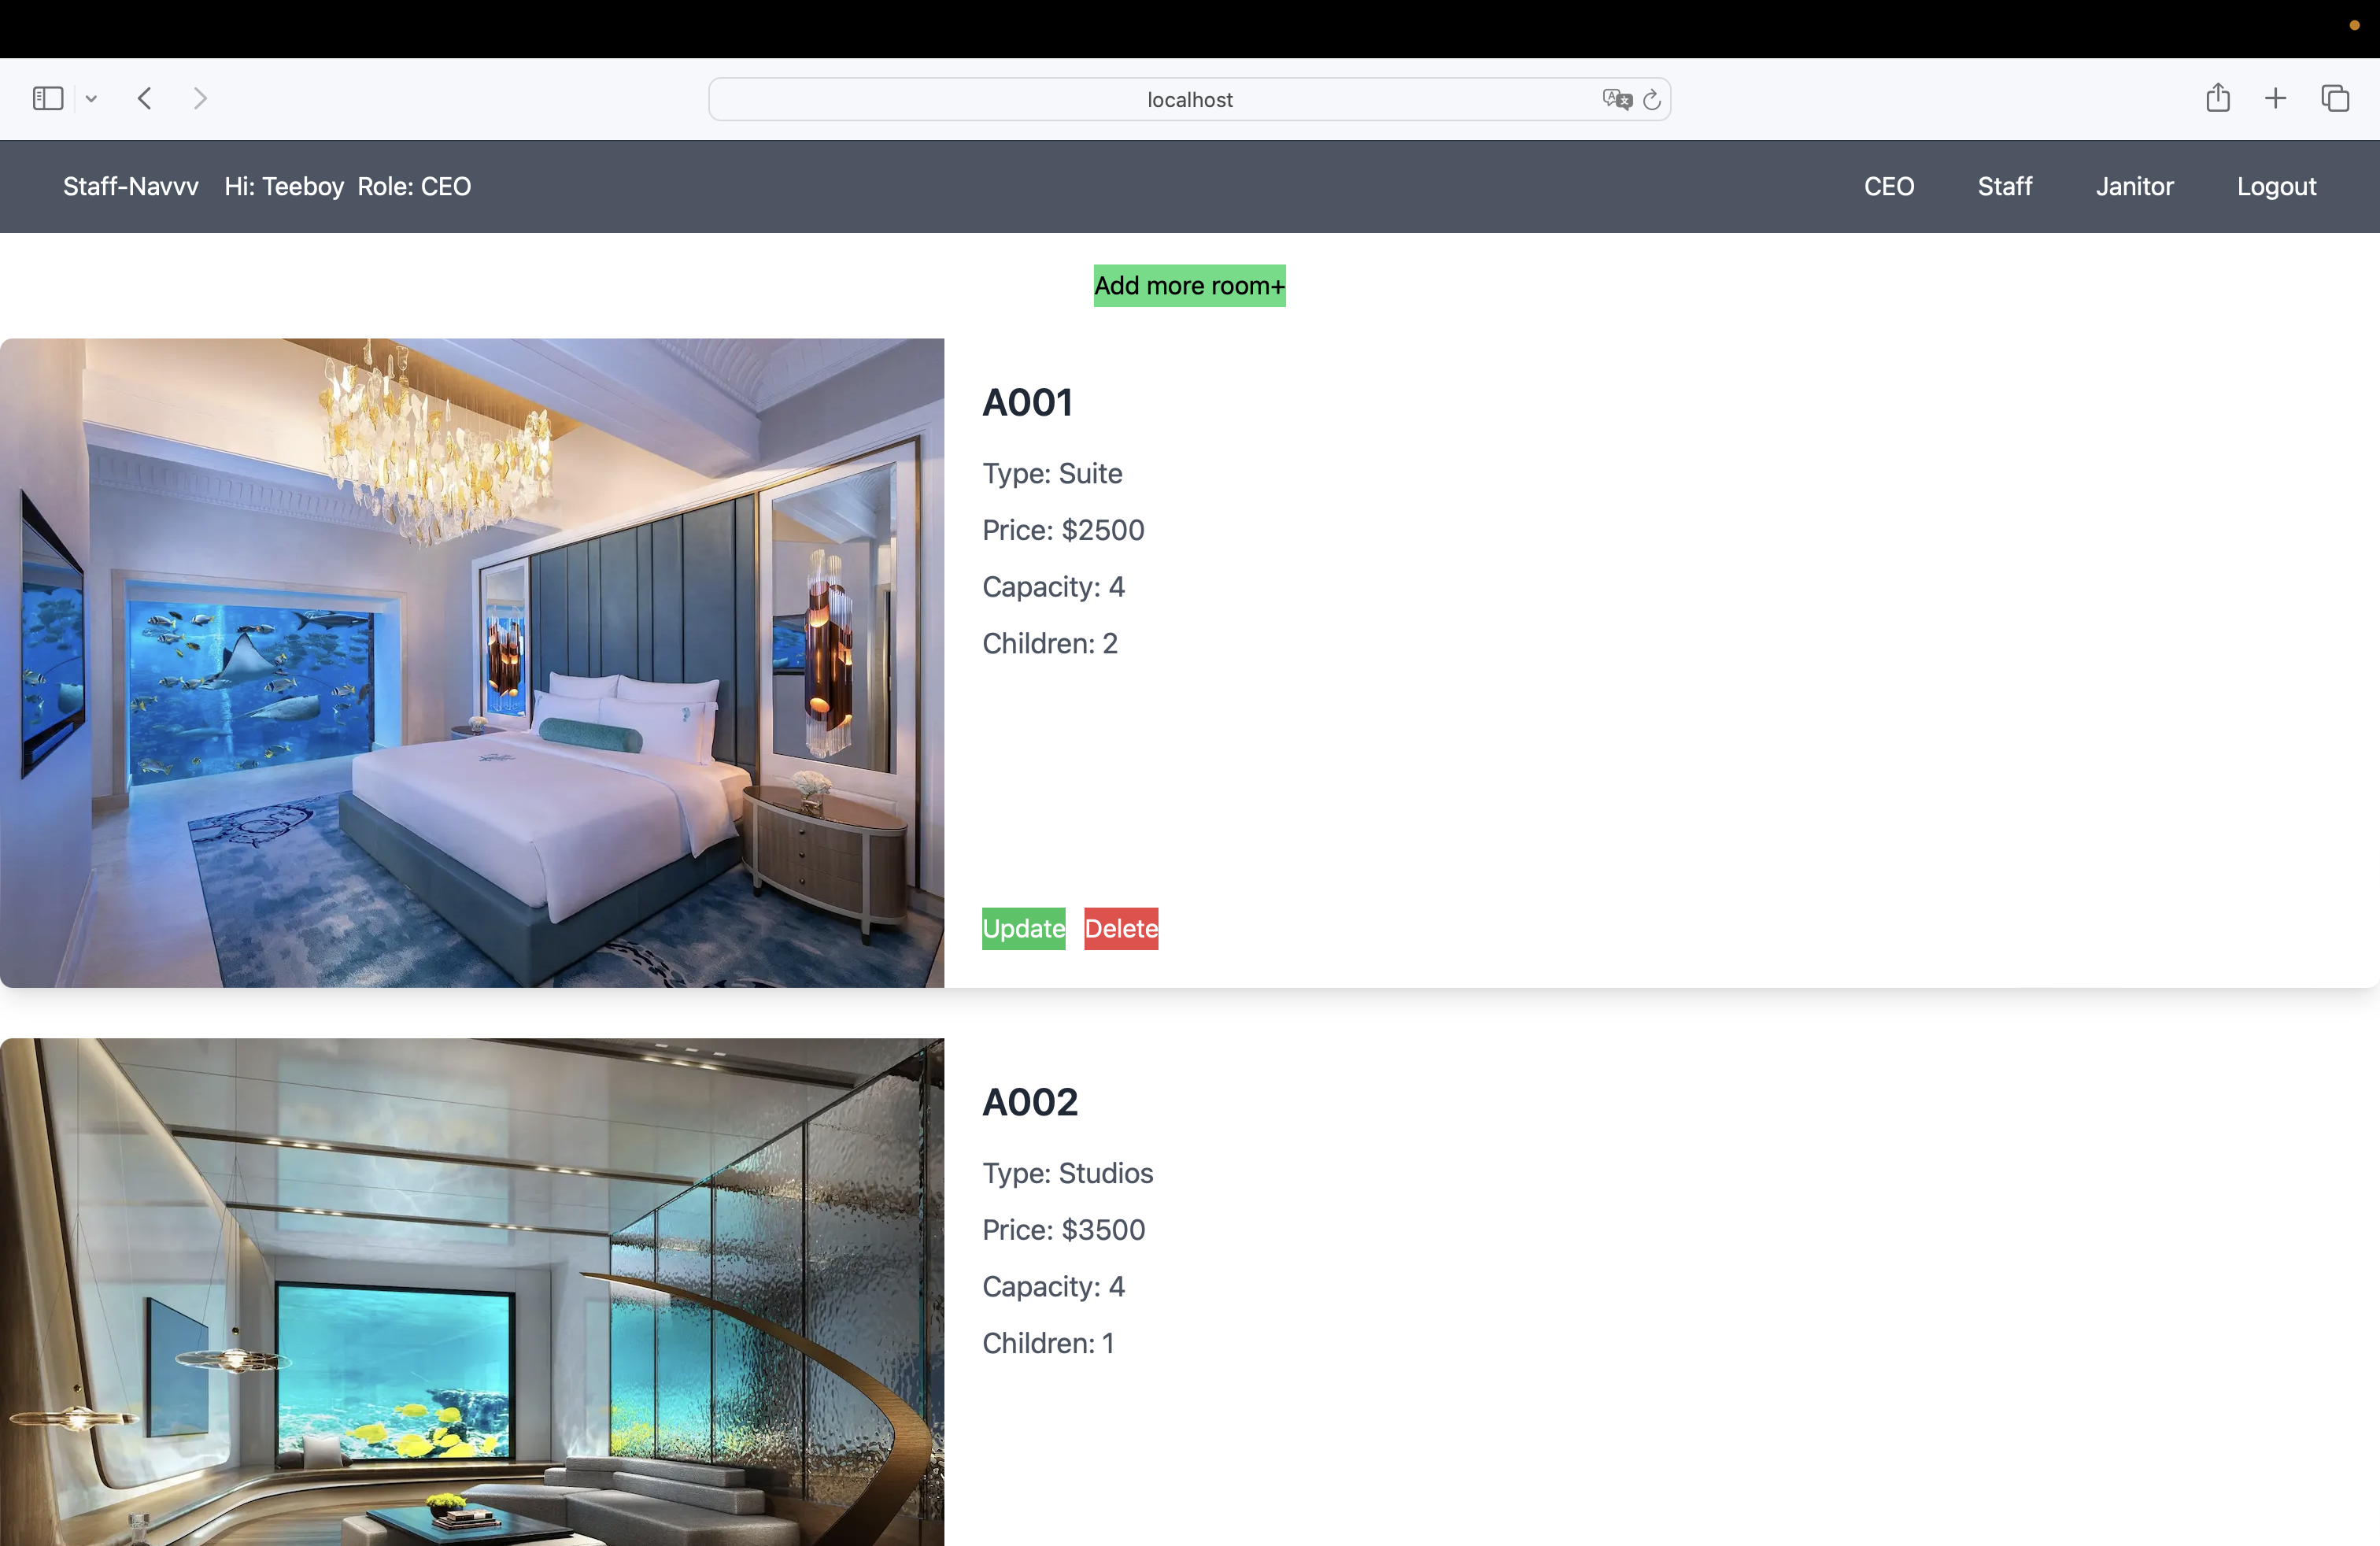 localhost
Staff-Navvv Hi: Teeboy Role: CEO CEO Staff Janitor Logout
Add more room+
A001
Type: Suite
Price: $2500
Capacity: 4
Children: 2
Update Delete
A002
Type: Studios
Price: $3500
Capacity: 4
Children: 1